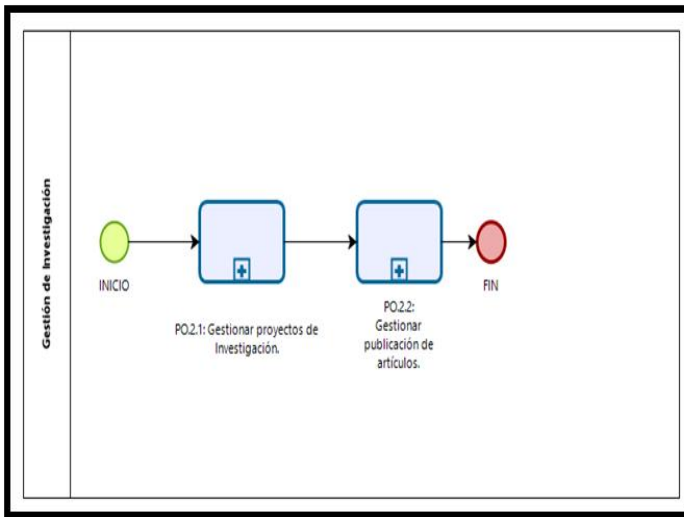 Gestión de Investigación
INICIO
PO.2.1: Gestionar proyectos de
Investigación.
PO.2.2:
Gestionar
publicación de
artículos.
FIN